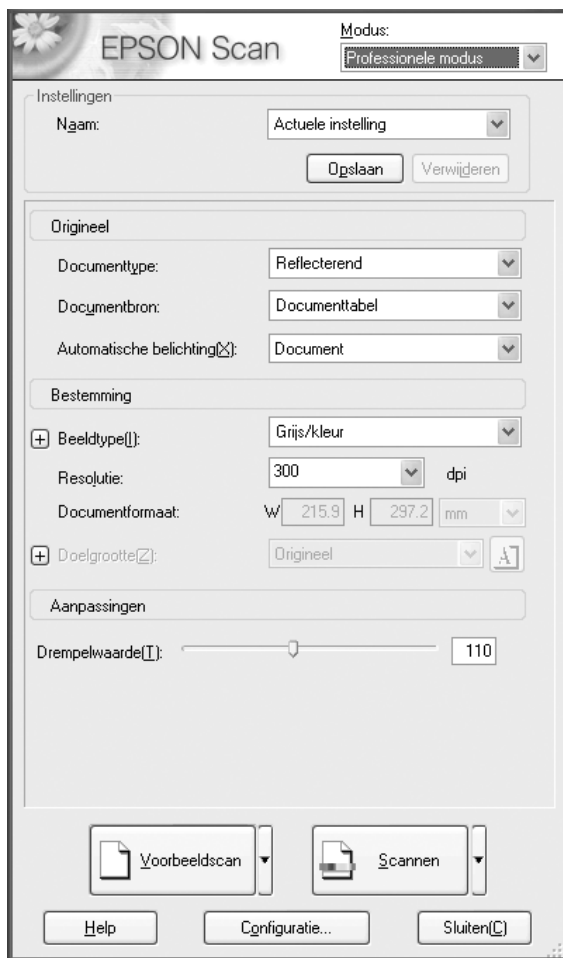 EPSON Scan
Modus:
Professionele modus
Instellingen
Naam: Actuele instelling
Opslaan Verwijderen
Origineel
Documenttype: Reflecterend
Documentbron: Documenttabel
Automatische belichting(X): Document
Bestemming
Beeldtype(I): Grijs/kleur
Resolutie: 300 dpi
Documentformaat: W 215.9 H 297.2 mm
Doelgrootte(Z): Origineel
Aanpassingen
Drempelwaarde(T): 110
Voorbeeldscan Scannen
Help Configuratie... Sluiten(C)